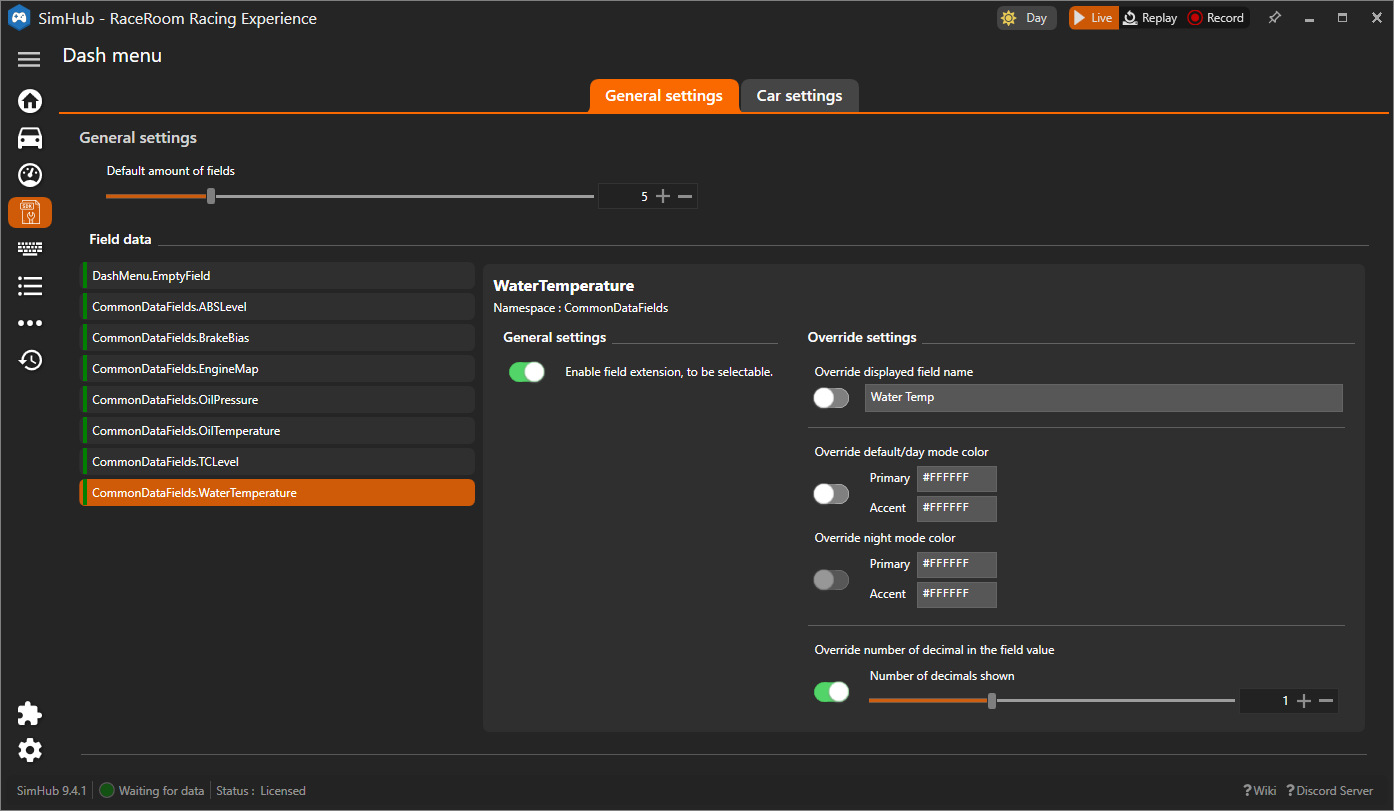 SimHub - RaceRoom Racing Experience
Day
Live
Replay
Record
Dash menu
General settings
Car settings
General settings
Default amount of fields
5
Field data
DashMenu.EmptyField
CommonDataFields.ABSLevel
CommonDataFields.BrakeBias
CommonDataFields.EngineMap
CommonDataFields.OilPressure
CommonDataFields.OilTemperature
CommonDataFields.TCLevel
CommonDataFields.WaterTemperature
WaterTemperature
Namespace : CommonDataFields
General settings
Enable field extension, to be selectable.
Override settings
Override displayed field name
Water Temp
Override default/day mode color
Primary #FFFFFF
Accent #FFFFFF
Override night mode color
Primary #FFFFFF
Accent #FFFFFF
Override number of decimal in the field value
Number of decimals shown
1
SimHub 9.4.1
Waiting for data
Status : Licensed
?Wiki
?Discord Server